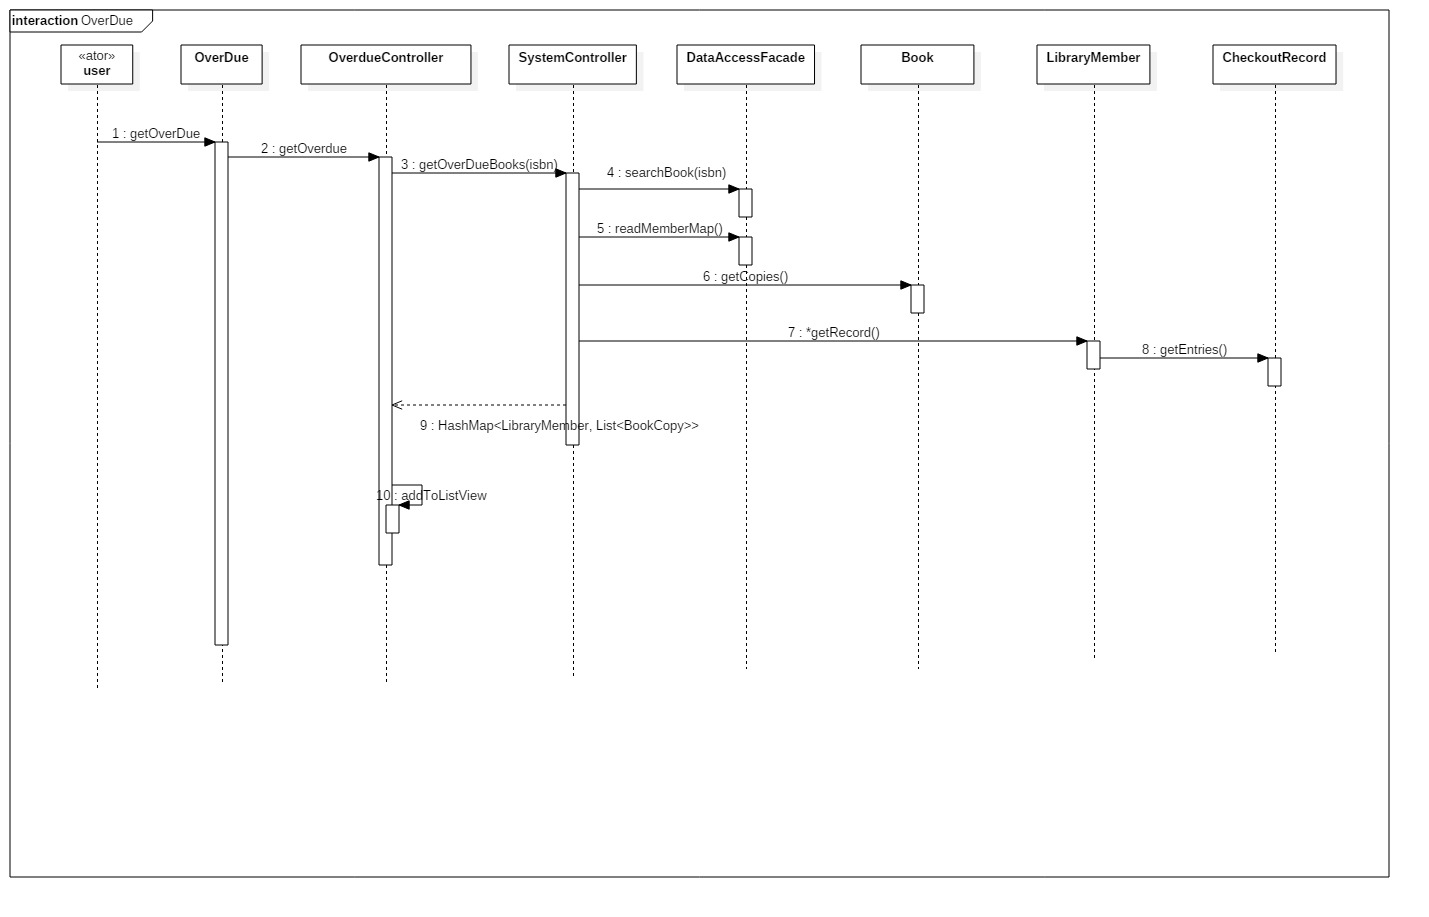 interaction OverDue
«ator»
user
OverDue
OverdueController
SystemController
DataAccessFacade
Book
LibraryMember
CheckoutRecord
1 : getOverDue
2 : getOverdue
3 : getOverDueBooks(isbn)
4 : searchBook(isbn)
5 : readMemberMap()
6 : getCopies()
7 : *getRecord()
8 : getEntries()
9 : HashMap<LibraryMember, List<BookCopy>>
10 : addToListView